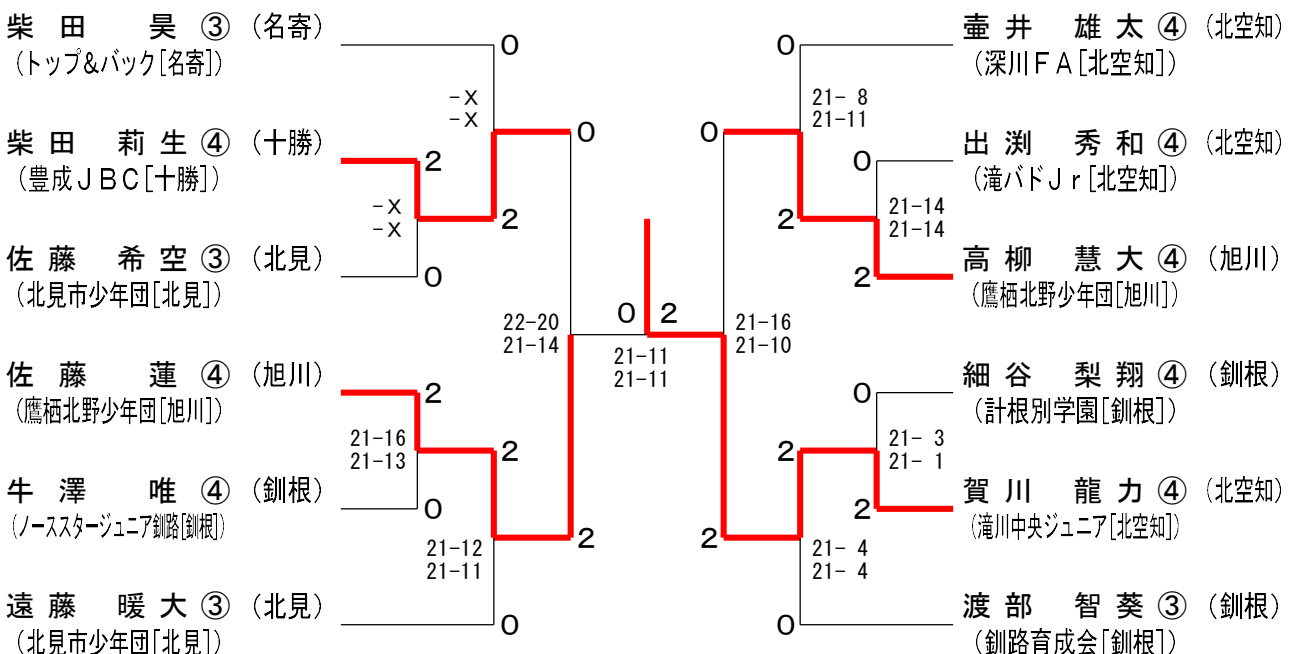 柴田 昊 ③ (名寄)
(トップ&バック[名寄])
0
-X
-X
0
柴田 莉生 ④ (十勝)
(豊成JBC[十勝])
2
-X
-X
2
佐藤 希空 ③ (北見)
(北見市少年団[北見])
0
22-20
21-14
佐藤 蓮 ④ (旭川)
(鷹栖北野少年団[旭川])
2
21-16
21-13
2
牛澤 唯 ④ (釧根)
(ノーススタージュニア釧路[釧根])
0
2
21-12
21-11
遠藤 暖大 ③ (北見)
(北見市少年団[北見])
0
0 2
21-11
21-11
壷井 雄太 ④ (北空知)
(深川FA[北空知])
0
21- 8
21-11
0
出渕 秀和 ④ (北空知)
(滝バドJr[北空知])
0
21-14
21-14
2
高柳 慧大 ④ (旭川)
(鷹栖北野少年団[旭川])
2
21-16
21-10
細谷 梨翔 ④ (釧根)
(計根別学園[釧根])
0
21- 3
21- 1
2
賀川 龍力 ④ (北空知)
(滝川中央ジュニア[北空知])
2
2
21- 4
21- 4
渡部 智葵 ③ (釧根)
(釧路育成会[釧根])
0